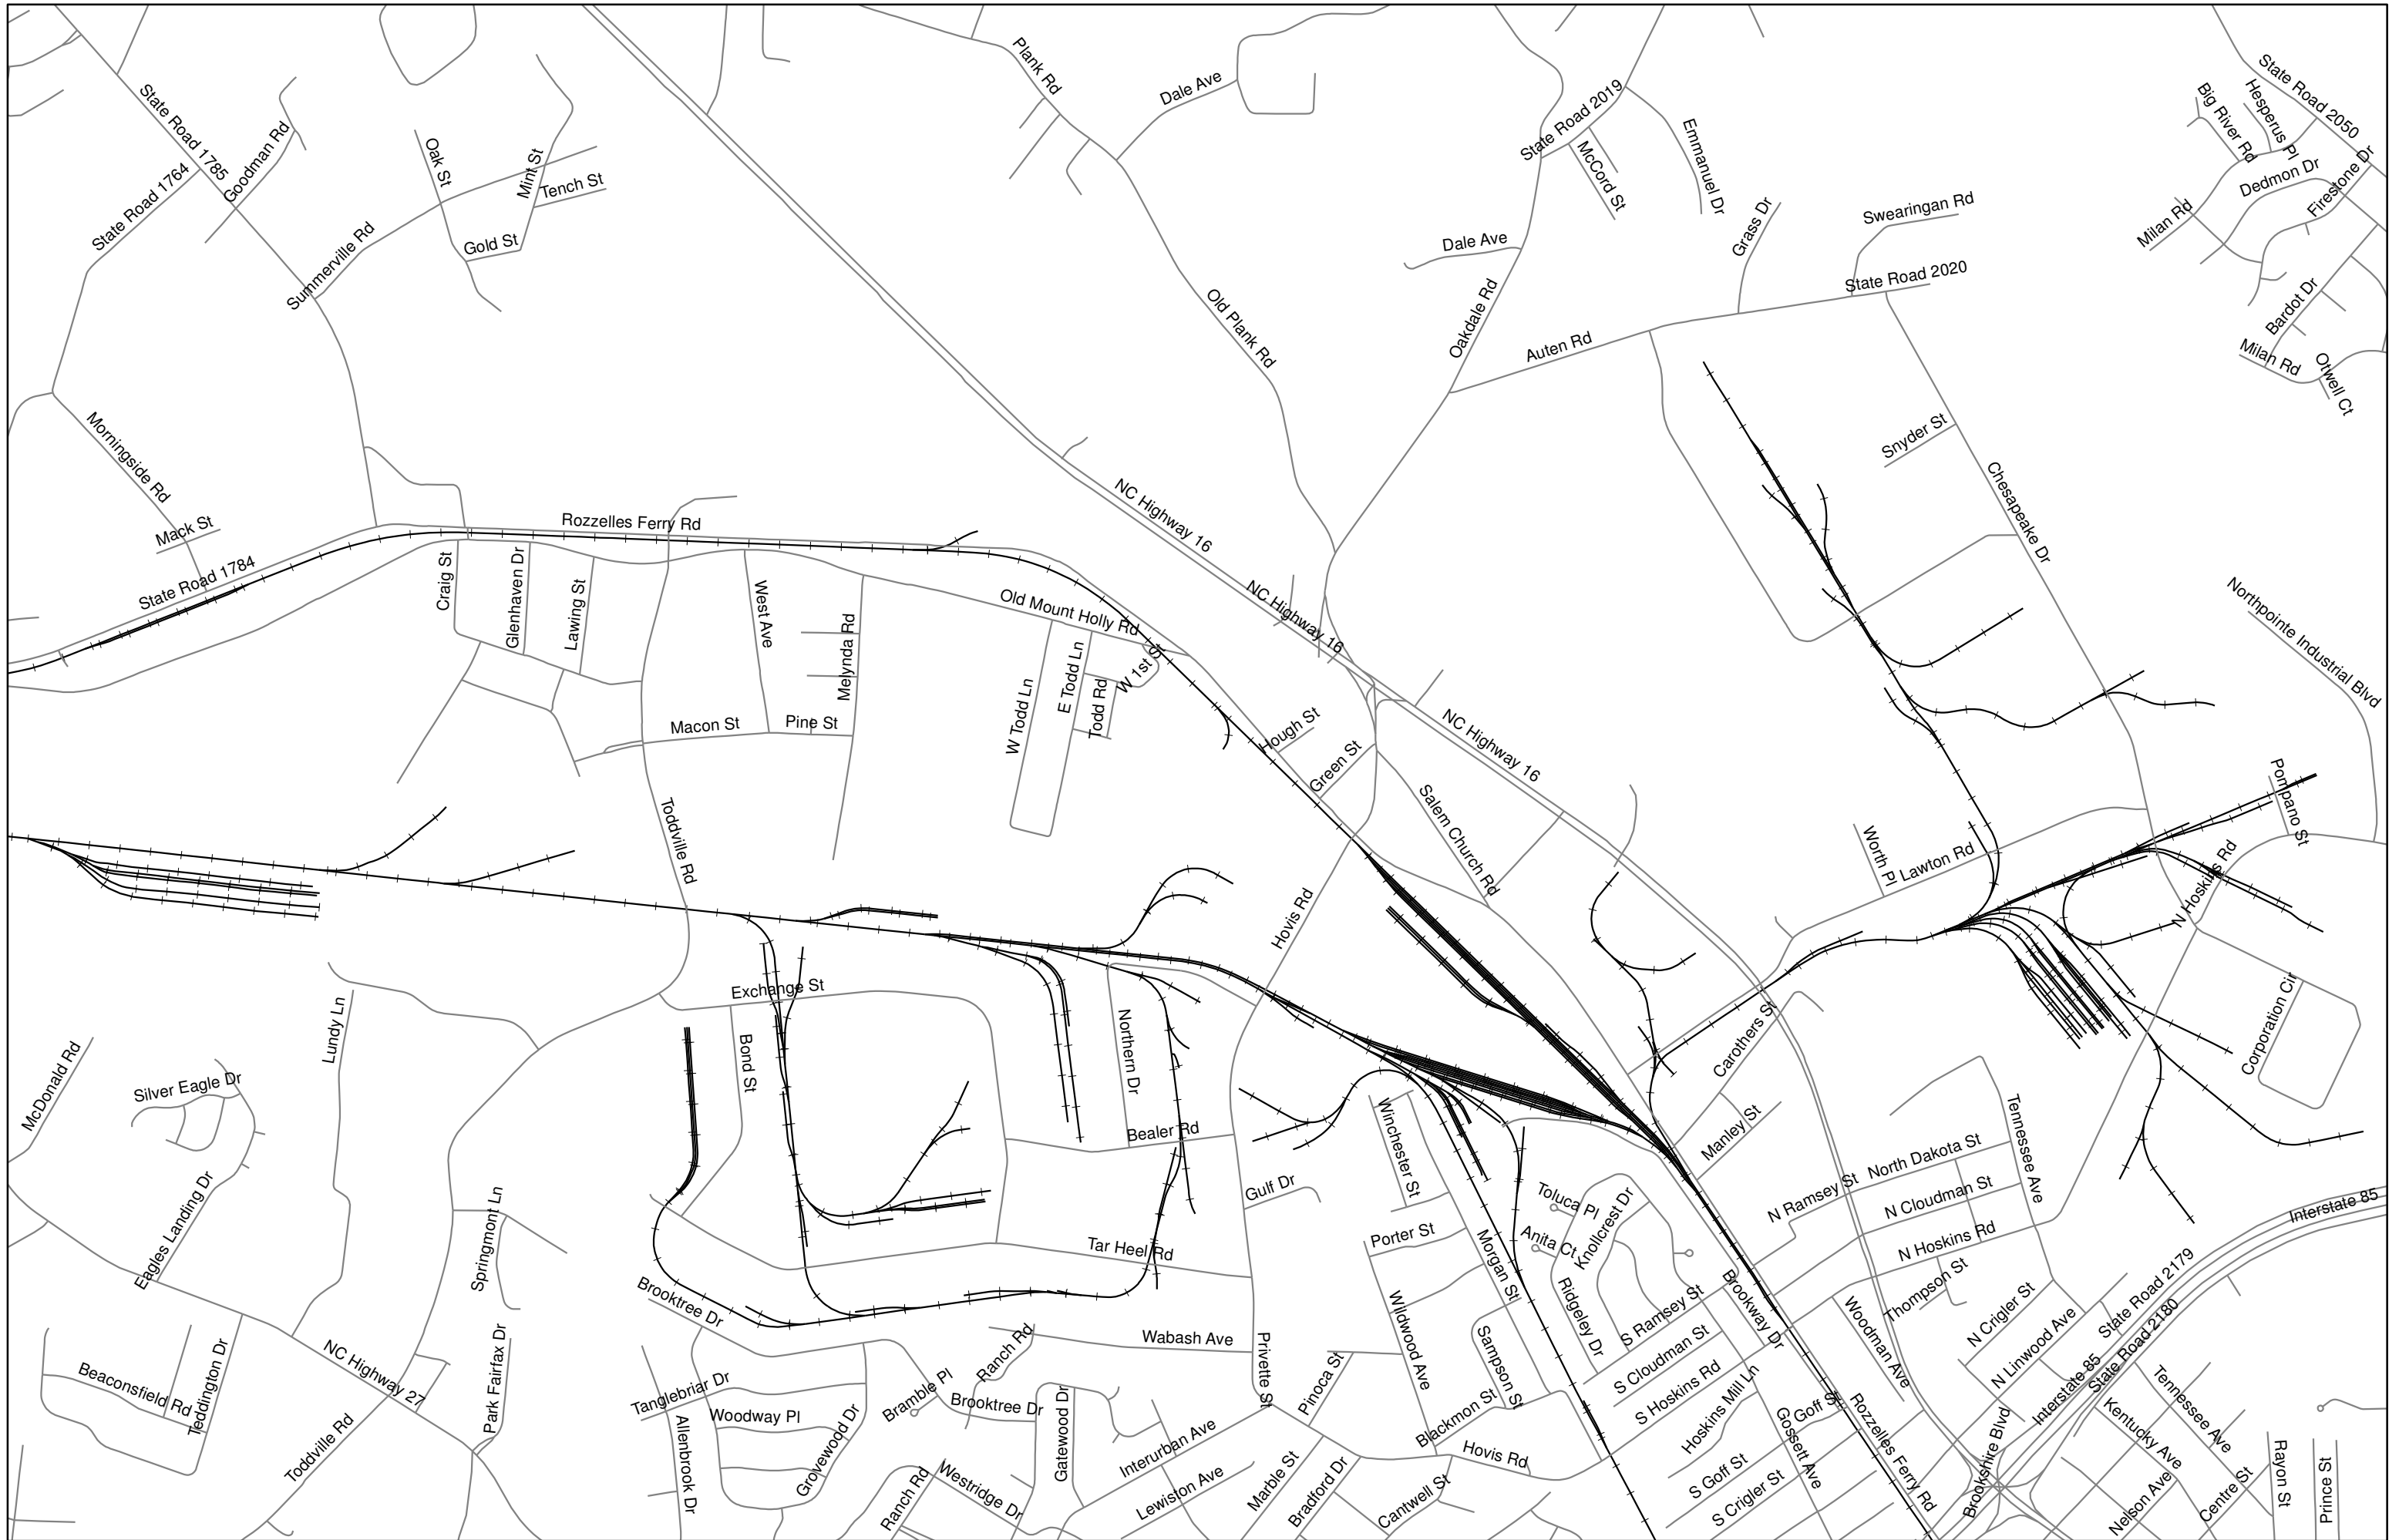 State Road 1785
Goodman Rd
State Road 1764
Oak St
Mint St
Tench St
Gold St
Summerville Rd
Plank Rd
Dale Ave
State Road 2019
McCord St
Emmanuel Dr
Grass Dr
Swearingan Rd
State Road 2020
Dale Ave
Oakdale Rd
Auten Rd
Old Plank Rd
State Road 2050
Hesperus Pl
Big River Rd
Dedmon Dr
Firestone Dr
Milan Rd
Bardot Dr
Milan Rd
Otwell Ct
Snyder St
Chesapeake Dr
Morningside Rd
Mack St
State Road 1784
Rozzelles Ferry Rd
Craig St
Glenhaven Dr
Lawing St
West Ave
Melynda Rd
Macon St
Pine St
Old Mount Holly Rd
W Todd Ln
E Todd Ln
Todd Rd
W 1st St
NC Highway 16
NC Highway 16
NC Highway 16
Hough St
Green St
Salem Church Rd
Northpointe Industrial Blvd
Pompano St
Worth Pl
Lawton Rd
N Hoskins Rd
Toddville Rd
Hovis Rd
Exchange St
Bond St
Northern Dr
Bealer Rd
Lundy Ln
McDonald Rd
Silver Eagle Dr
Eagles Landing Dr
Springmont Ln
Carothers St
Manley St
Corporation Cir
Tennessee Ave
North Dakota St
N Ramsey St
N Cloudman St
N Hoskins Rd
Thompson St
Winchester St
Porter St
Gulf Dr
Tar Heel Rd
Toluca Pl
Anita Ct
Knollcrest Dr
Ridgeley Dr
Morgan St
Wildwood Ave
Sampson St
S Ramsey St
S Cloudman St
S Hoskins Rd
Brookway Dr
Woodman Ave
N Crigler St
N Linwood Ave
State Road 2179
State Road 2180
Interstate 85
Interstate 85
Brooktree Dr
Wabash Ave
Privette St
Pinoca St
Ranch Rd
Bramble Pl
Brooktree Dr
Tanglebriar Dr
Woodway Pl
Allenbrook Dr
Grovewood Dr
Gatewood Dr
Interurban Ave
Lewiston Ave
Westridge Dr
Ranch Rd
Marble St
Bradford Dr
Cantwell St
Blackmon St
Hovis Rd
Hoskins Mill Ln
Goff St
S Goff St
S Crigler St
Gossett Ave
Rozzelles Ferry Rd
Brookshire Blvd
Kentucky Ave
Tennessee Ave
Nelson Ave
Centre St
Rayon St
Prince St
Beaconsfield Rd
Teddington Dr
NC Highway 27
Toddville Rd
Park Fairfax Dr